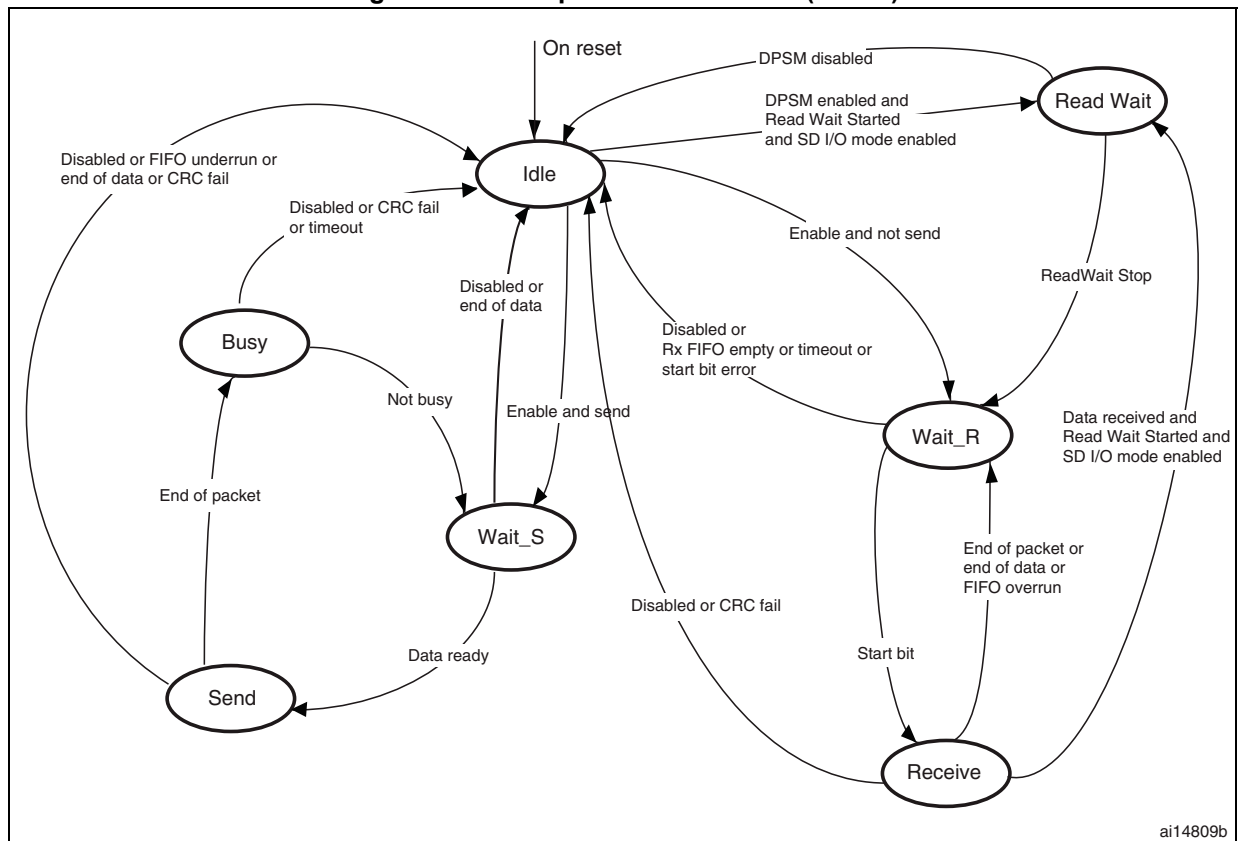 On reset
DPSM disabled
Read Wait
DPSM enabled and
Read Wait Started
and SD I/O mode enabled
Disabled or FIFO underrun or
end of data or CRC fail
Idle
Disabled or CRC fail
or timeout
Enable and not send
ReadWait Stop
Disabled or
end of data
Disabled or
Rx FIFO empty or timeout or
start bit error
Busy
Not busy
Enable and send
Data received and
Read Wait Started and
SD I/O mode enabled
Wait_R
End of packet
Wait_S
End of packet or
end of data or
FIFO overrun
Disabled or CRC fail
Data ready
Start bit
Send
Receive
ai14809b